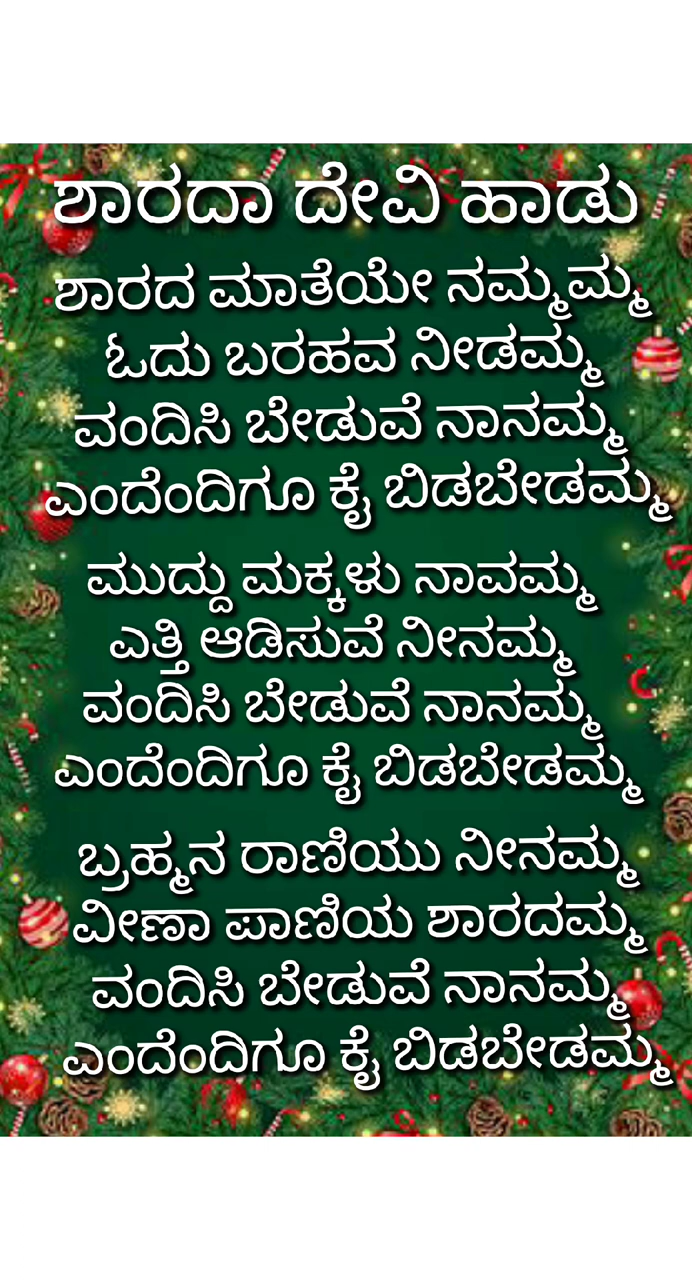 ಶಾರದಾ ದೇವಿ ಹಾಡು
ಶಾರದ ಮಾತೆಯೇ ನಮ್ಮಮ್ಮ
ಓದು ಬರಹವ ನೀಡಮ್ಮ
ವಂದಿಸಿ ಬೇಡುವೆ ನಾನಮ್ಮ
ಎಂದೆಂದಿಗೂ ಕೈ ಬಿಡಬೇಡಮ್ಮ
ಮುದ್ದು ಮಕ್ಕಳು ನಾವಮ್ಮ
ಎತ್ತಿ ಆಡಿಸುವೆ ನೀನಮ್ಮ
ವಂದಿಸಿ ಬೇಡುವೆ ನಾನಮ್ಮ
ಎಂದೆಂದಿಗೂ ಕೈ ಬಿಡಬೇಡಮ್ಮ
ಬ್ರಹ್ಮನ ರಾಣಿಯು ನೀನಮ್ಮ
ವೀಣಾ ಪಾಣಿಯ ಶಾರದಮ್ಮ
ವಂದಿಸಿ ಬೇಡುವೆ ನಾನಮ್ಮ
ಎಂದೆಂದಿಗೂ ಕೈ ಬಿಡಬೇಡಮ್ಮ